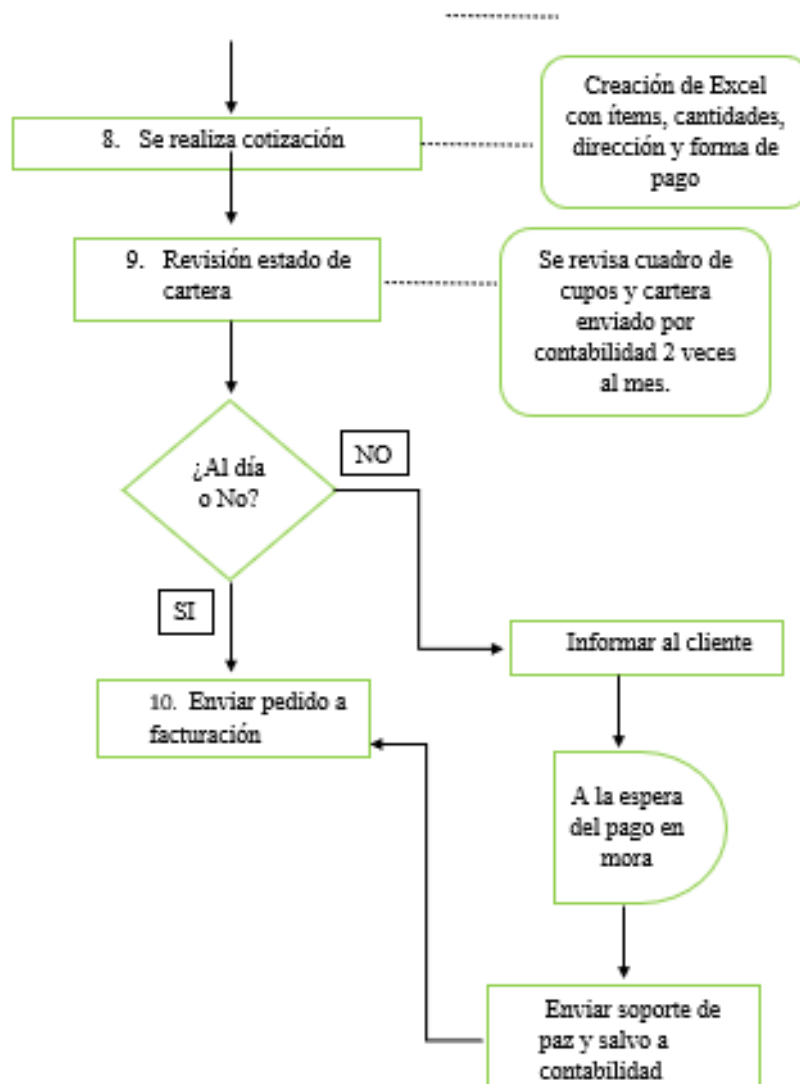 Creación de Excel
con ítems, cantidades,
dirección y forma de
pago
8. Se realiza cotización
9. Revisión estado de
cartera
Se revisa cuadro de
cupos y cartera
enviado por
contabilidad 2 veces
al mes.
¿Al día
o No?
NO
SI
Informar al cliente
10. Enviar pedido a
facturación
A la espera
del pago en
mora
Enviar soporte de
paz y salvo a
contabilidad